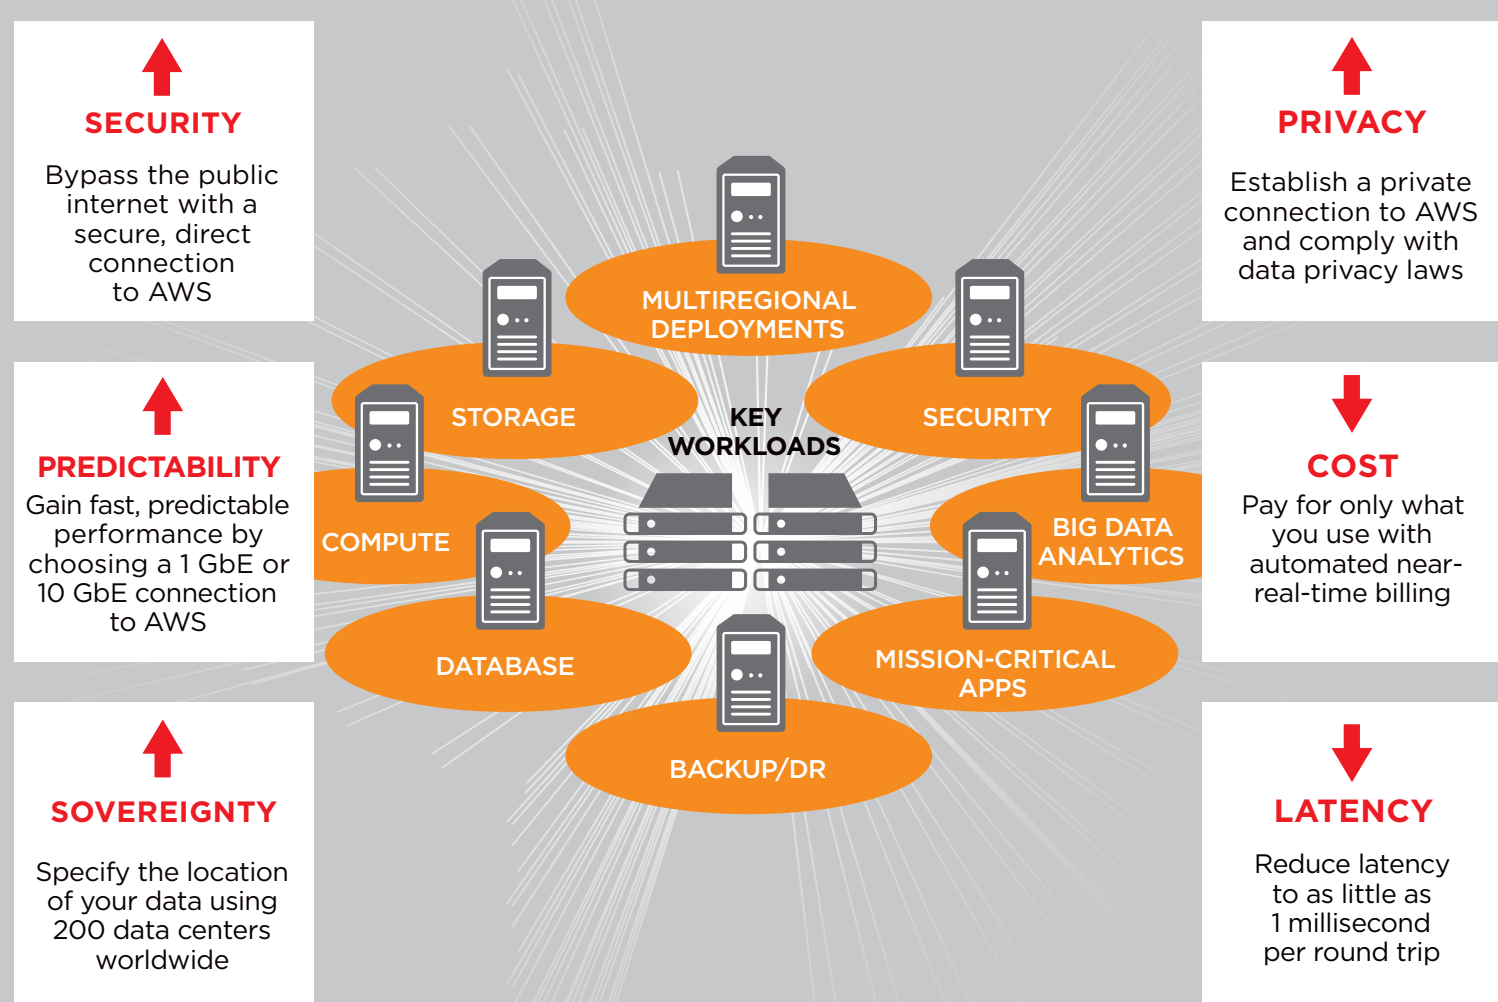 SECURITY
Bypass the public
internet with a
secure, direct
connection
to AWS
PREDICTABILITY
Gain fast, predictable
performance by
choosing a 1 GbE or
10 GbE connection
to AWS
SOVEREIGNTY
Specify the location
of your data using
200 data centers
worldwide
MULTIREGIONAL
DEPLOYMENTS
STORAGE
SECURITY
KEY
WORKLOADS
COMPUTE
BIG DATA
ANALYTICS
DATABASE
MISSION-CRITICAL
APPS
BACKUP/DR
PRIVACY
Establish a private
connection to AWS
and comply with
data privacy laws
COST
Pay for only what
you use with
automated near-
real-time billing
LATENCY
Reduce latency
to as little as
1 millisecond
per round trip